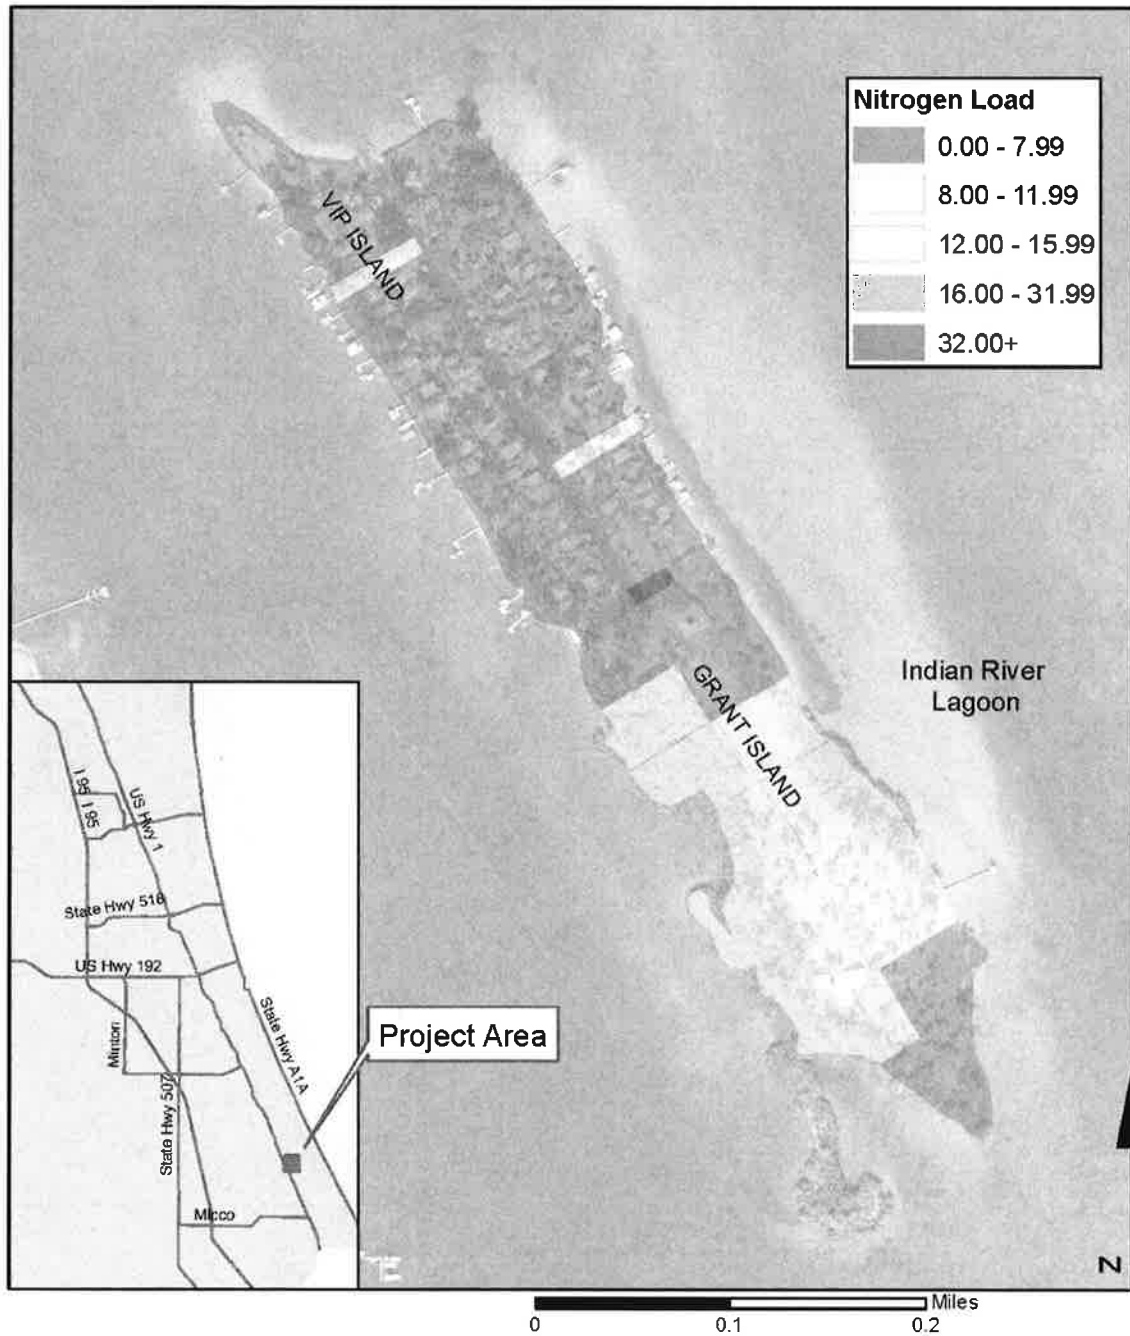 Nitrogen Load
0.00 - 7.99
8.00 - 11.99
12.00 - 15.99
16.00 - 31.99
32.00+
VIP ISLAND
GRANT ISLAND
Indian River
Lagoon
I 95
I 95
US Hwy 1
State Hwy 518
US Hwy 192
Minton
State Hwy A1A
State Hwy 507
Micco
Project Area
N
Miles
0
0.1
0.2